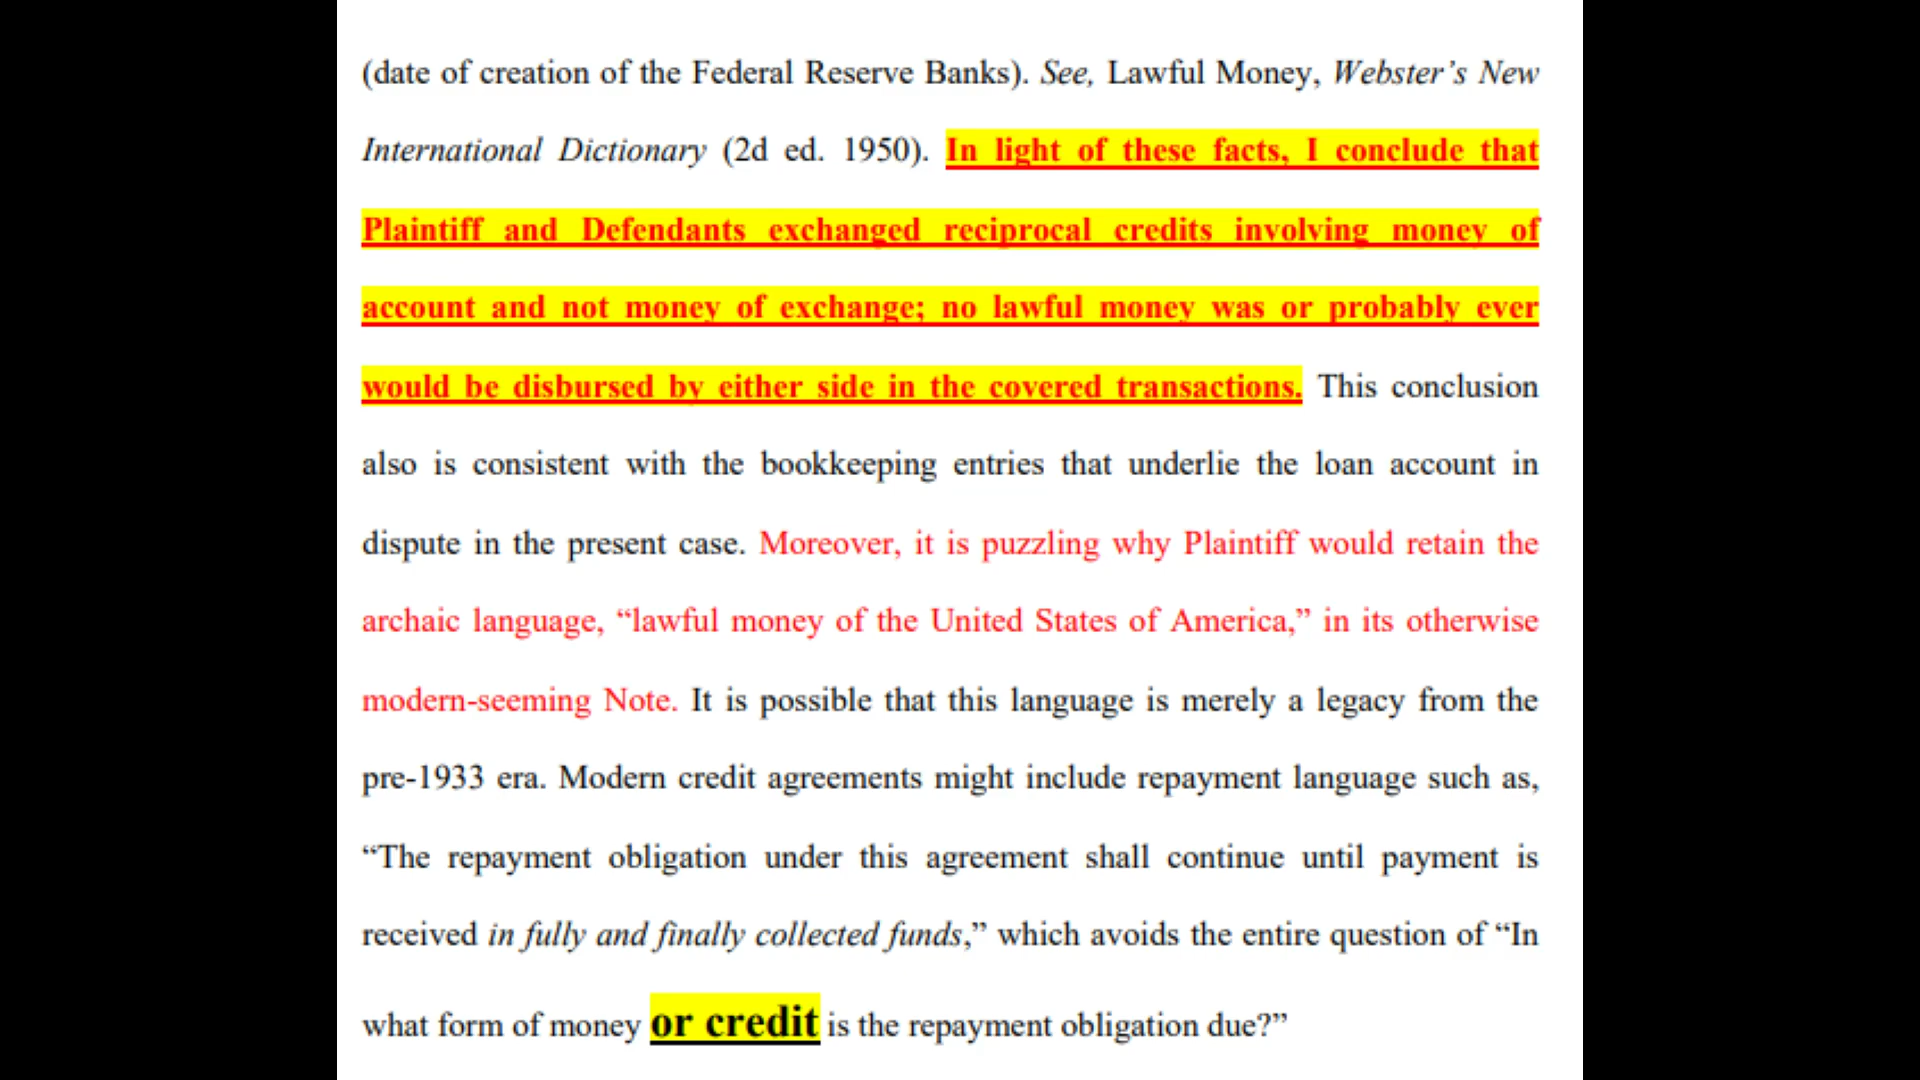 (date of creation of the Federal Reserve Banks). See, Lawful Money, Webster’s New
International Dictionary (2d ed. 1950). In light of these facts, I conclude that
Plaintiff and Defendants exchanged reciprocal credits involving money of
account and not money of exchange; no lawful money was or probably ever
would be disbursed by either side in the covered transactions. This conclusion
also is consistent with the bookkeeping entries that underlie the loan account in
dispute in the present case. Moreover, it is puzzling why Plaintiff would retain the
archaic language, “lawful money of the United States of America,” in its otherwise
modern-seeming Note. It is possible that this language is merely a legacy from the
pre-1933 era. Modern credit agreements might include repayment language such as,
“The repayment obligation under this agreement shall continue until payment is
received in fully and finally collected funds,” which avoids the entire question of “In
what form of money or credit is the repayment obligation due?”